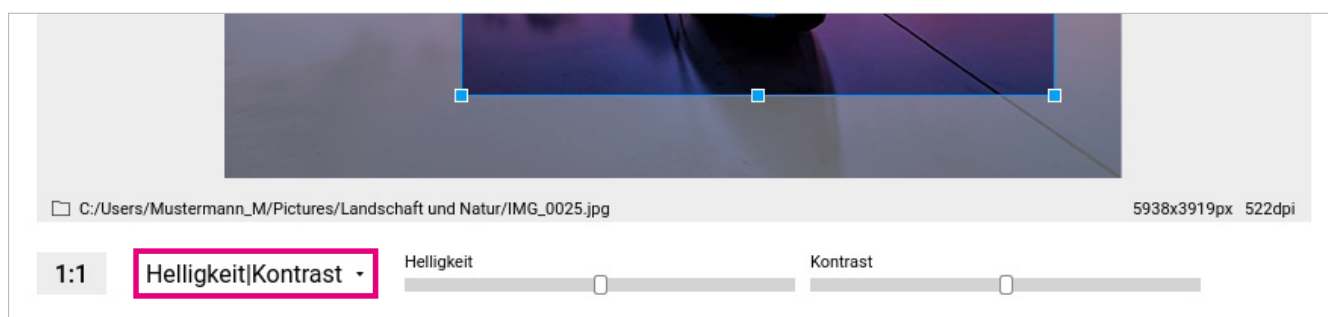 C:/Users/Mustermann_M/Pictures/Landschaft und Natur/IMG_0025.jpg 5938x3919px 522dpi
1:1 Helligkeit|Kontrast Helligkeit Kontrast